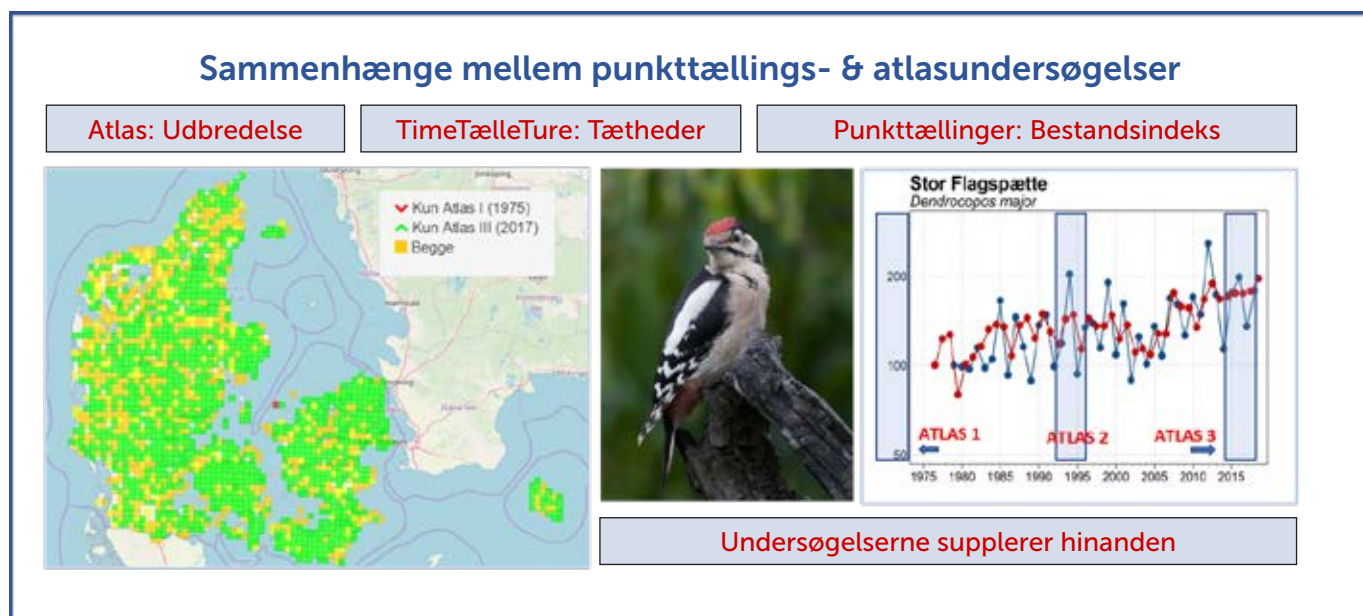 Sammenhænge mellem punkttællings- & atlasundersøgelser
Atlas: Udbredelse
TimeTælleTure: Tætheder
Punkttællinger: Bestandsindeks
Kun Atlas I (1975)
Kun Atlas III (2017)
Begge
Stor Flagspætte
Dendrocopos major
200
100
50
ATLAS 1
ATLAS 2
ATLAS 3
1975 1980 1985 1990 1995 2000 2005 2010 2015
Undersøgelserne supplerer hinanden